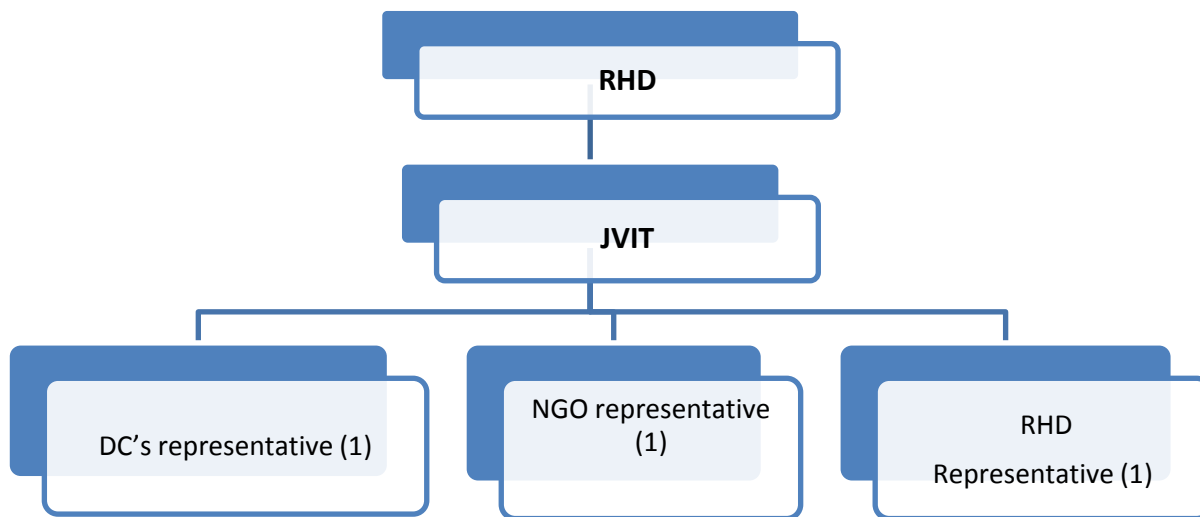 RHD
JVIT
DC’s representative (1)
NGO representative
(1)
RHD
Representative (1)